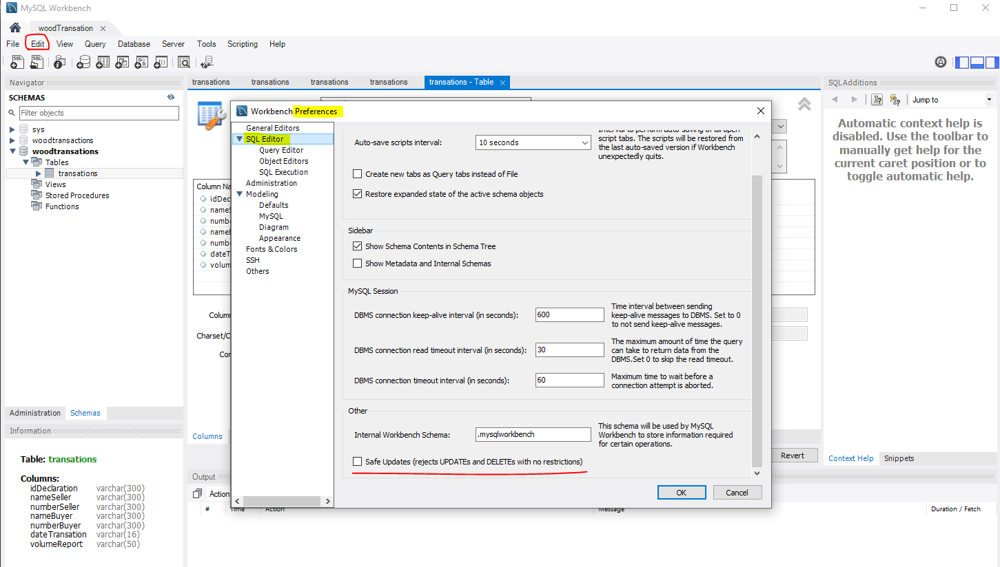 MySQL Workbench
woodTransation
File Edit View Query Database Server Tools Scripting Help
Navigator
SCHEMAS
Filter objects
sys
woodtransactions
woodtransations
Tables
transations
Views
Stored Procedures
Functions
Administration Schemas
Information
Table: transations
Columns:
idDeclaration varchar(300)
nameSeller varchar(300)
numberSeller varchar(300)
nameBuyer varchar(300)
numberBuyer varchar(300)
dateTransation varchar(16)
volumeReport varchar(50)
transations transations transations transations transations - Table
Column Na
idDec
nameS
numbe
nameB
numbe
dateT
volum
Column
Charset/C
Con
Columns
Revert
Output
Action
# Time Action Message Duration / Fetch
Workbench Preferences
General Editors
SQL Editor
Query Editor
Object Editors
SQL Execution
Administration
Modeling
Defaults
MySQL
Diagram
Appearance
Fonts & Colors
SSH
Others
Auto-save scripts interval: 10 seconds
Interval to perform auto-saving of all open
script tabs. The scripts will be restored from
the last auto-saved version if Workbench
unexpectedly quits.
Create new tabs as Query tabs instead of File
Restore expanded state of the active schema objects
Sidebar
Show Schema Contents in Schema Tree
Show Metadata and Internal Schemas
MySQL Session
DBMS connection keep-alive interval (in seconds): 600
Time interval between sending
keep-alive messages to DBMS. Set to 0
to not send keep-alive messages.
DBMS connection read timeout interval (in seconds): 30
The maximum amount of time the query
can take to return data from the
DBMS.Set 0 to skip the read timeout.
DBMS connection timeout interval (in seconds): 60
Maximum time to wait before a
connection attempt is aborted.
Other
Internal Workbench Schema: .mysqlworkbench
This schema will be used by MySQL
Workbench to store information required
for certain operations.
Safe Updates (rejects UPDATEs and DELETEs with no restrictions)
OK Cancel
SQLAdditions
Jump to
Automatic context help is
disabled. Use the toolbar to
manually get help for the
current caret position or to
toggle automatic help.
Context Help Snippets